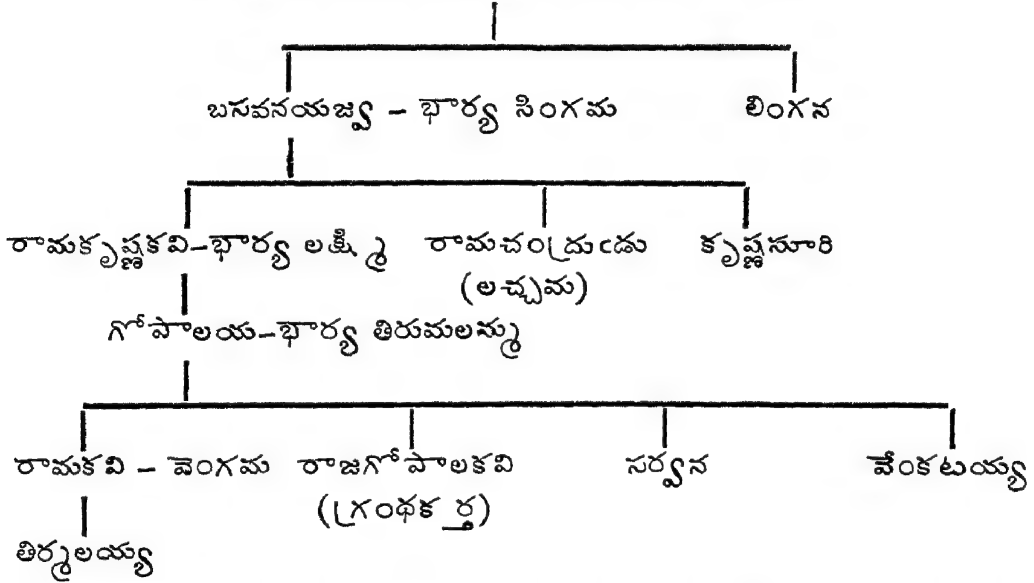 బసవనయజ్వ – భార్య సింగమ లింగన
రామకృష్ణకవి–భార్య లక్ష్మి రామచంద్రుఁడు కృష్ణసూరి
(లచ్చమ)
గోపాలయ–భార్య తిరుమలమ్మ
రామకవి – వెంగమ రాజగోపాలకవి సర్వన వేంకటయ్య
(గ్రంథకర్త)
తిర్మలయ్య